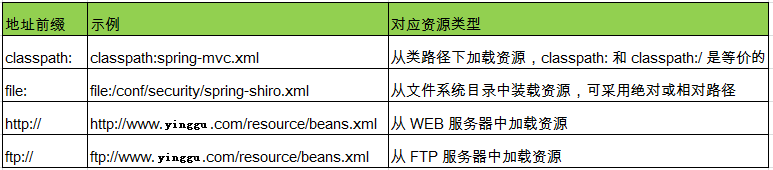 地址前缀 示例 对应资源类型
classpath: classpath:spring-mvc.xml 从类路径下加载资源，classpath: 和 classpath:/ 是等价的
file: file:/conf/security/spring-shiro.xml 从文件系统目录中装载资源，可采用绝对或相对路径
http:// http://www.yinggu.com/resource/beans.xml 从 WEB 服务器中加载资源
ftp:// ftp://www.yinggu.com/resource/beans.xml 从 FTP 服务器中加载资源